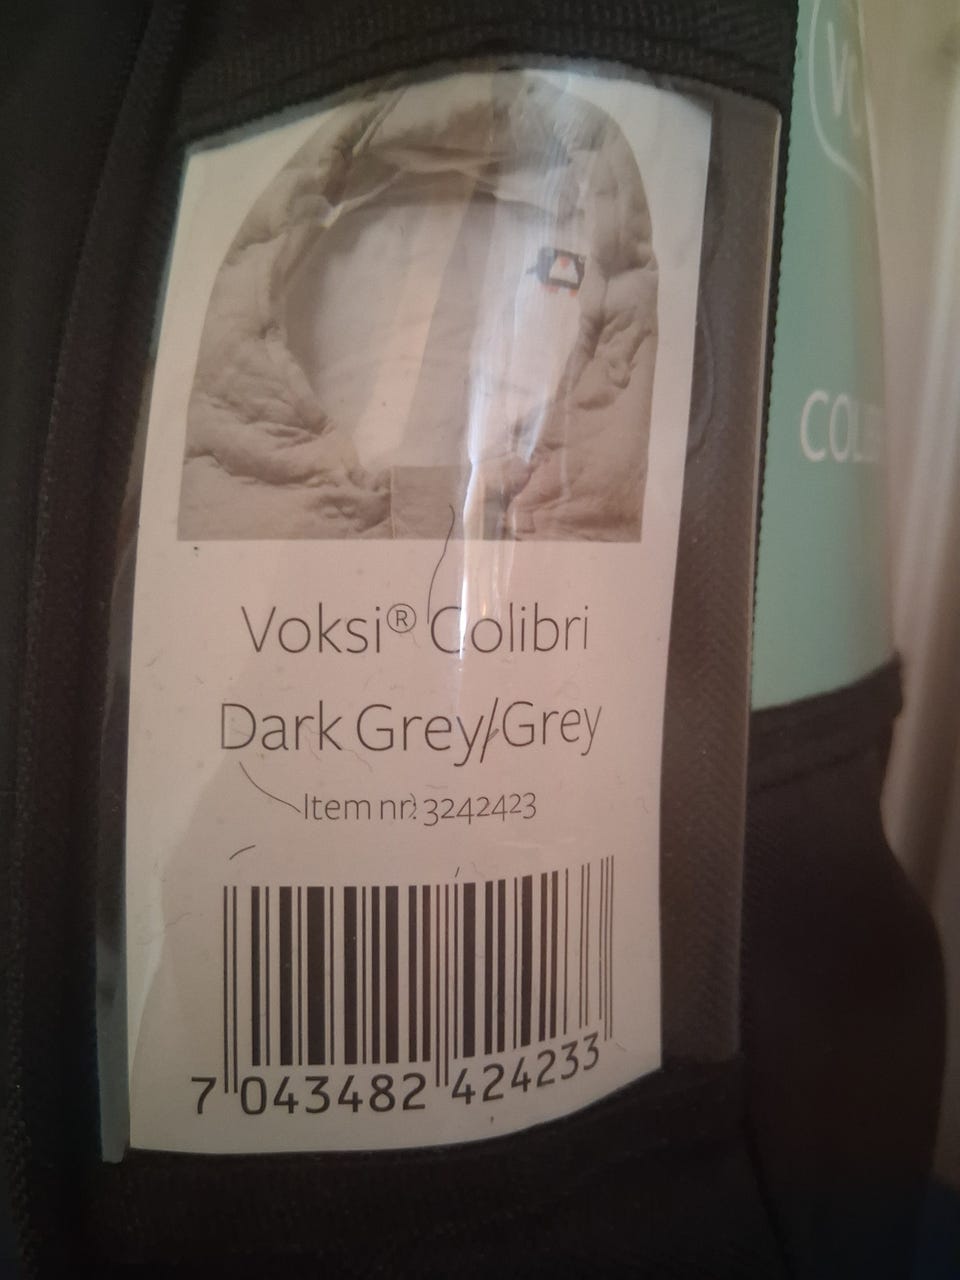 Voksi® Colibri
Dark Grey/Grey
Item nr: 3242423
7 043482 424233